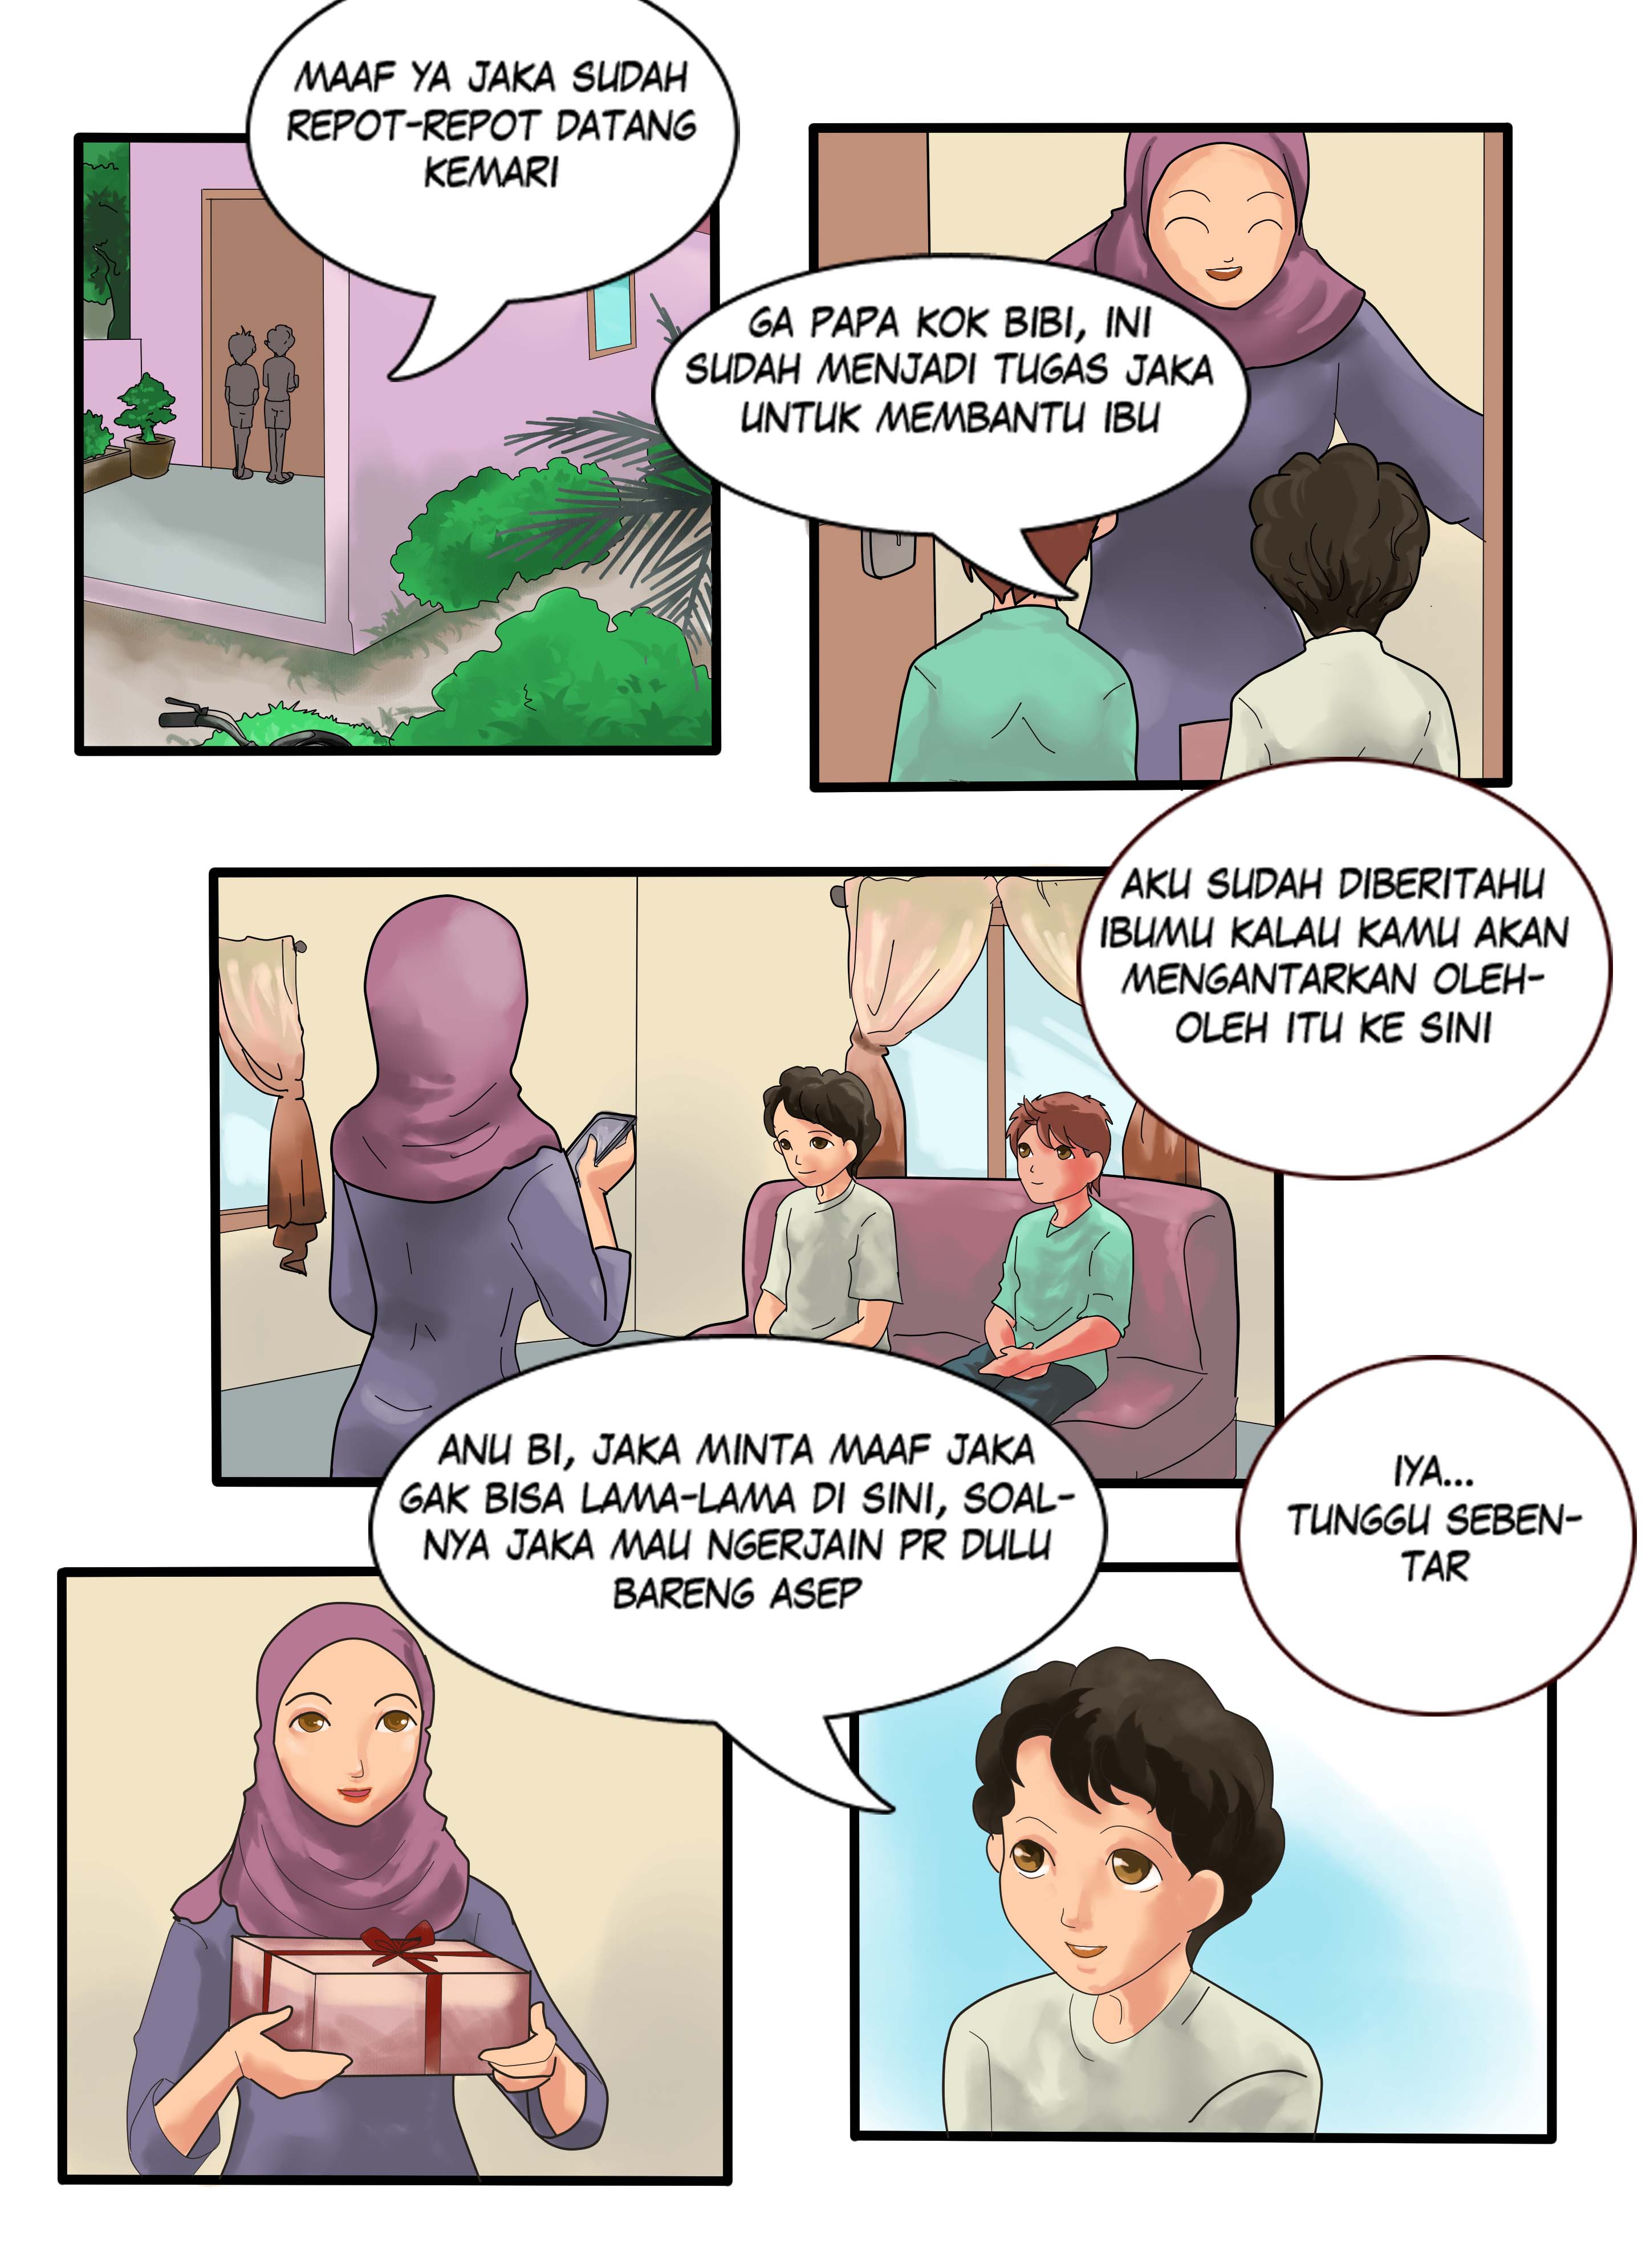 MAAF YA JAKA SUDAH
REPOT-REPOT DATANG
KEMARI
GA PAPA KOK BIBI, INI
SUDAH MENJADI TUGAS JAKA
UNTUK MEMBANTU IBU
AKU SUDAH DIBERITAHU
IBUMU KALAU KAMU AKAN
MENGANTARKAN OLEH-
OLEH ITU KE SINI
ANU BI, JAKA MINTA MAAF JAKA
GAK BISA LAMA-LAMA DI SINI, SOAL-
NYA JAKA MAU NGERJAIN PR DULU
BARENG ASEP
IYA...
TUNGGU SEBEN-
TAR